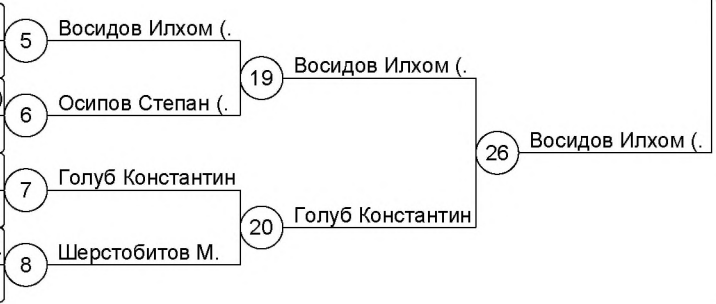 5 Восидов Илхом (.
19 Восидов Илхом (.
6 Осипов Степан (.
26 Восидов Илхом (.
7 Голуб Константин
20 Голуб Константин
8 Шерстобитов М.